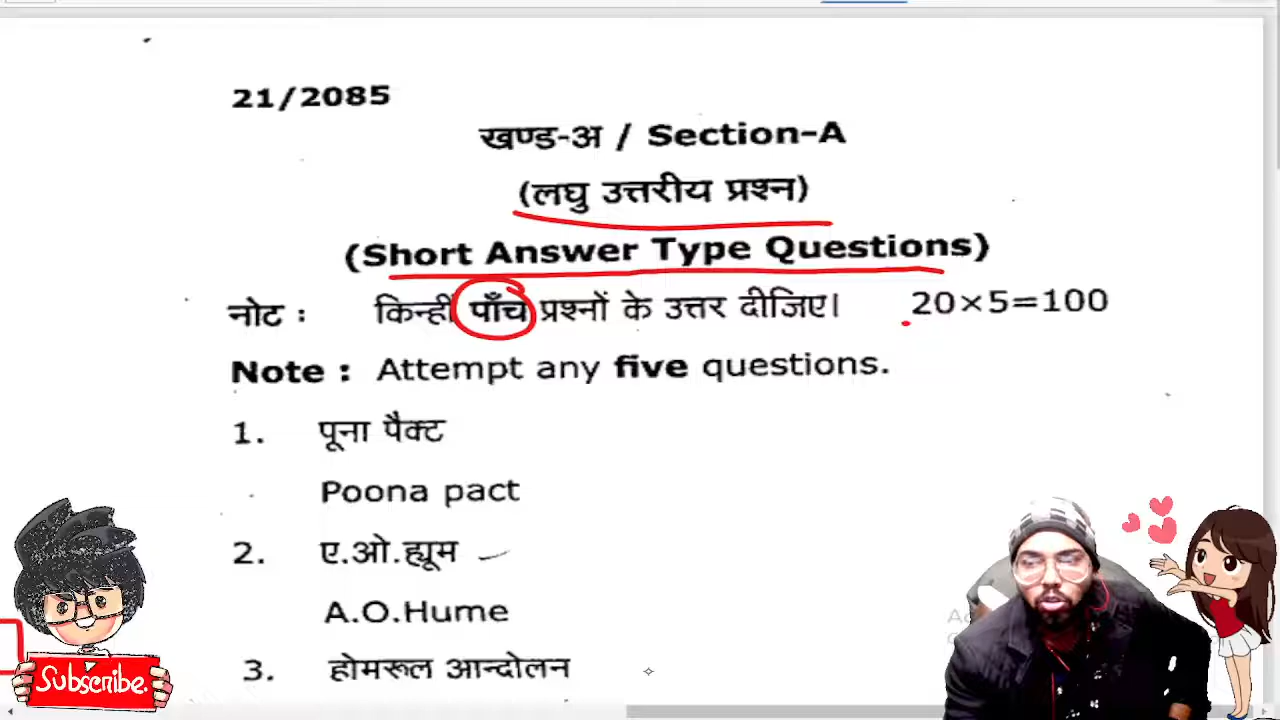 21/2085
खण्ड-अ / Section-A
(लघु उत्तरीय प्रश्न)
(Short Answer Type Questions)
नोट : किन्ही पाँच प्रश्नों के उत्तर दीजिए। 20×5=100
Note : Attempt any five questions.
1. पूना पैक्ट
Poona pact
2. ए.ओ.ह्यूम
A.O.Hume
3. होमरूल आन्दोलन
Subscribe.